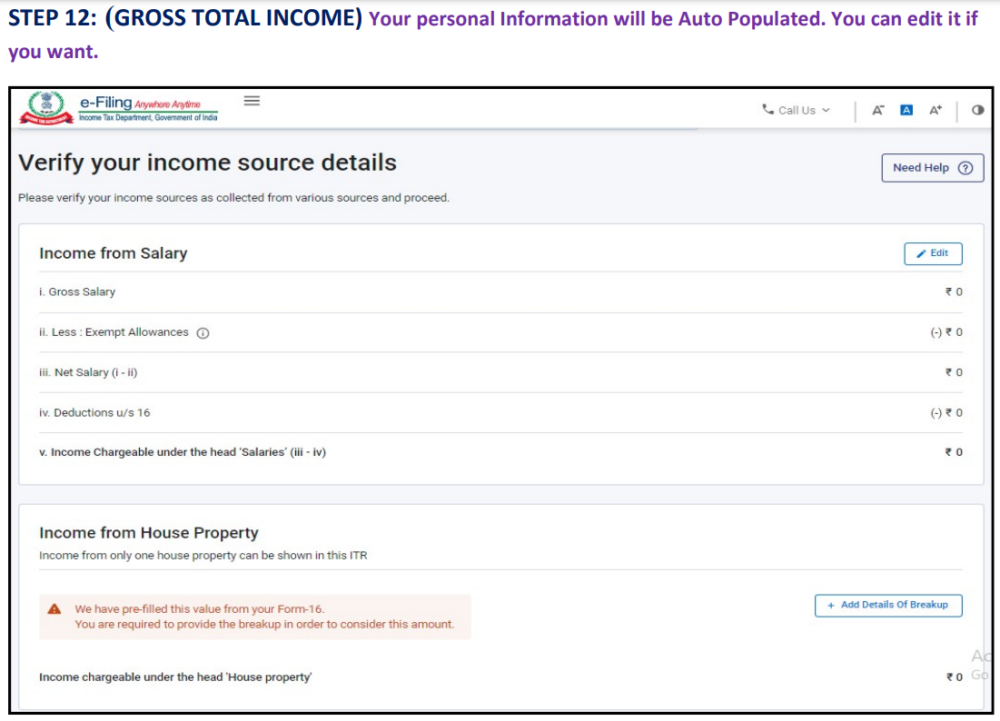 STEP 12: (GROSS TOTAL INCOME) Your personal Information will be Auto Populated. You can edit it if
you want.
e-Filing Anywhere Anytime
Income Tax Department, Government of India
Call Us
A-
A
A+
Verify your income source details
Need Help ?
Please verify your income sources as collected from various sources and proceed.
Income from Salary
Edit
i. Gross Salary ₹ 0
ii. Less : Exempt Allowances (-) ₹ 0
iii. Net Salary (i - ii) ₹ 0
iv. Deductions u/s 16 (-) ₹ 0
v. Income Chargeable under the head 'Salaries' (iii - iv) ₹ 0
Income from House Property
Income from only one house property can be shown in this ITR
We have pre-filled this value from your Form-16.
You are required to provide the breakup in order to consider this amount.
+ Add Details Of Breakup
Income chargeable under the head 'House property' ₹ 0
Ac
Go